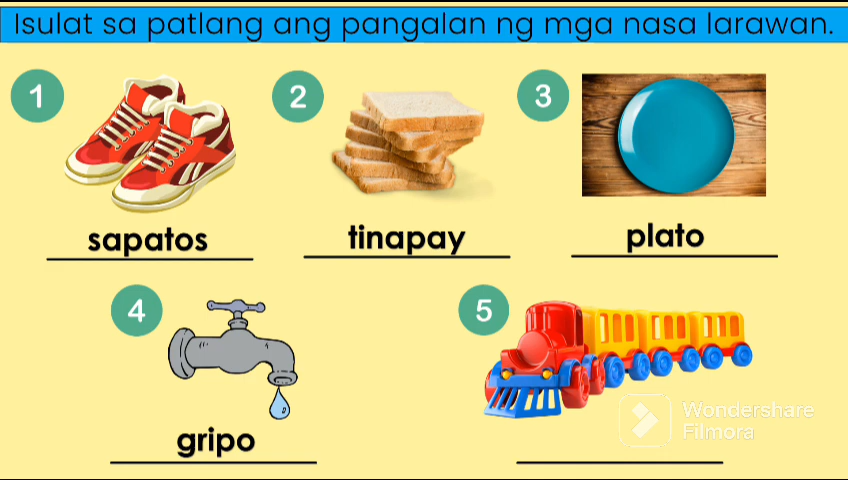 Isulat sa patlang ang pangalan ng mga nasa larawan.
1
2
3
sapatos
tinapay
plato
4
5
gripo
Wondershare
Filmora